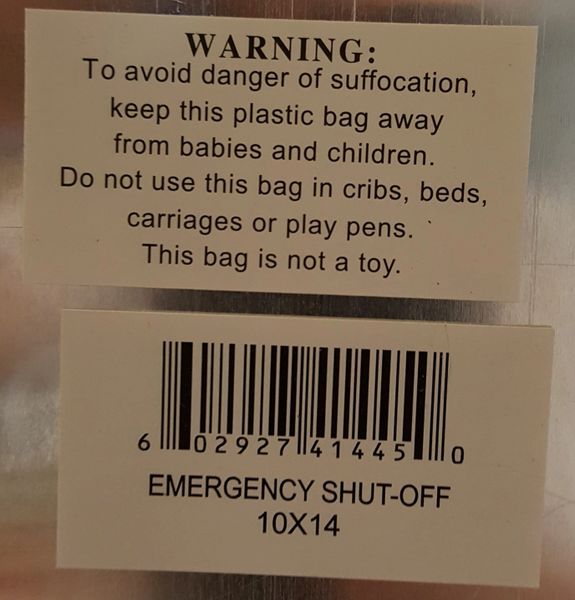 WARNING:
To avoid danger of suffocation,
keep this plastic bag away
from babies and children.
Do not use this bag in cribs, beds,
carriages or play pens.
This bag is not a toy.
6 02927 41445 0
EMERGENCY SHUT-OFF
10X14